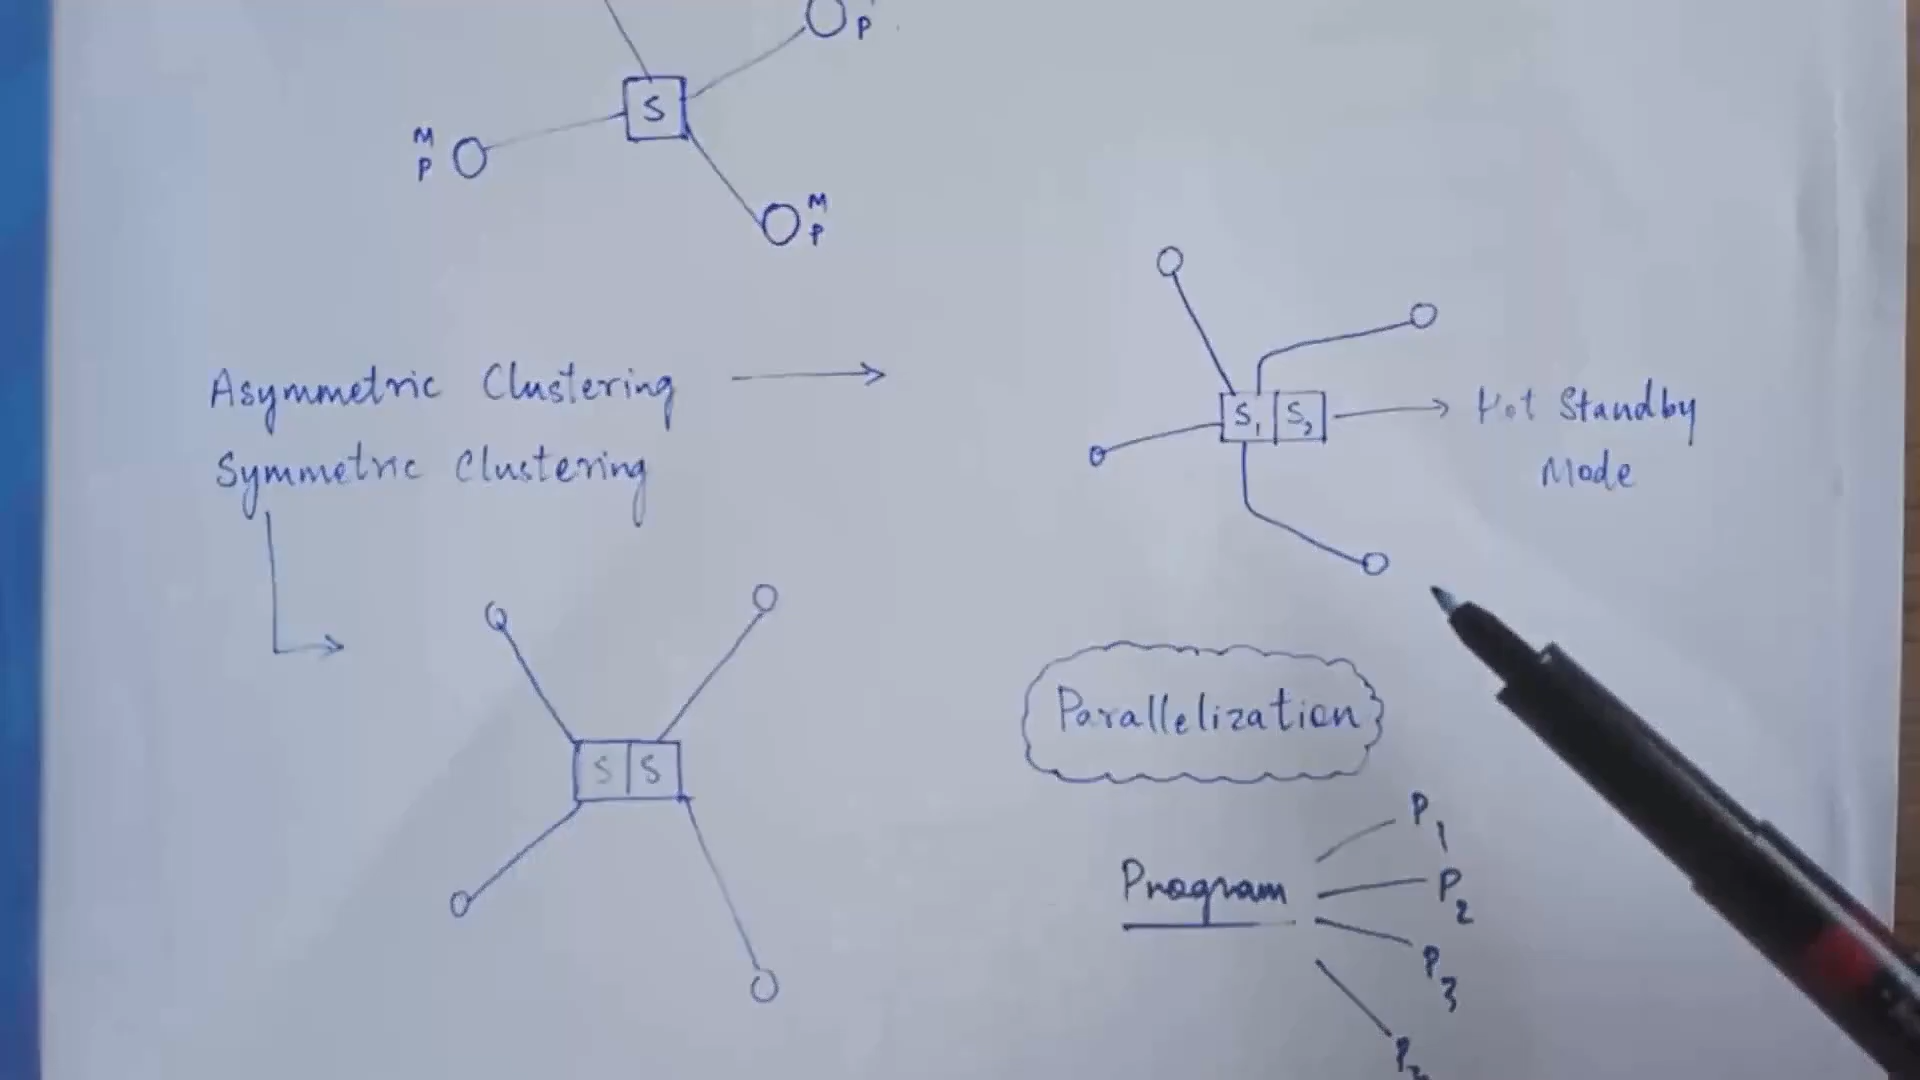 P
S
M
P
M
P
Asymmetric Clustering
Symmetric Clustering
S1 S2
Hot Standby
Mode
S S
Parallelization
Program
P1
P2
P3